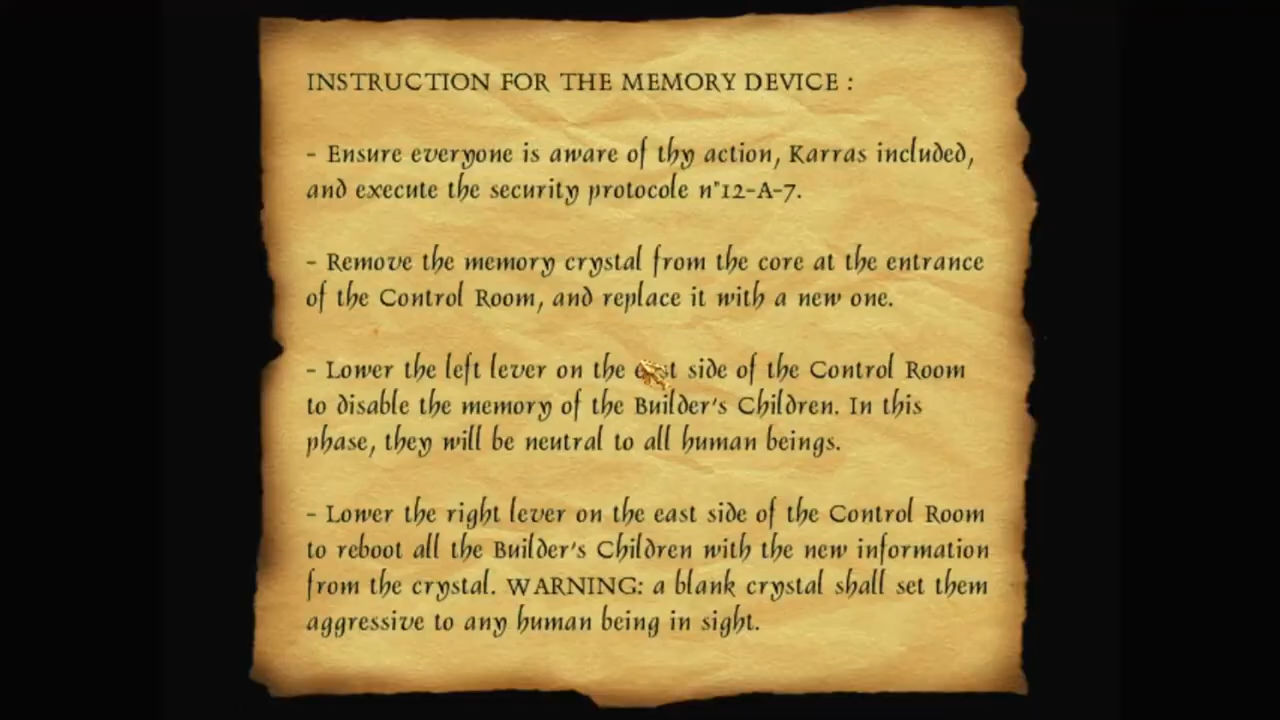 INSTRUCTION FOR THE MEMORY DEVICE :
- Ensure everyone is aware of thy action, Karras included,
and execute the security protocole n°12-A-7.
- Remove the memory crystal from the core at the entrance
of the Control Room, and replace it with a new one.
- Lower the left lever on the east side of the Control Room
to disable the memory of the Builder's Children. In this
phase, they will be neutral to all human beings.
- Lower the right lever on the east side of the Control Room
to reboot all the Builder's Children with the new information
from the crystal. WARNING: a blank crystal shall set them
aggressive to any human being in sight.